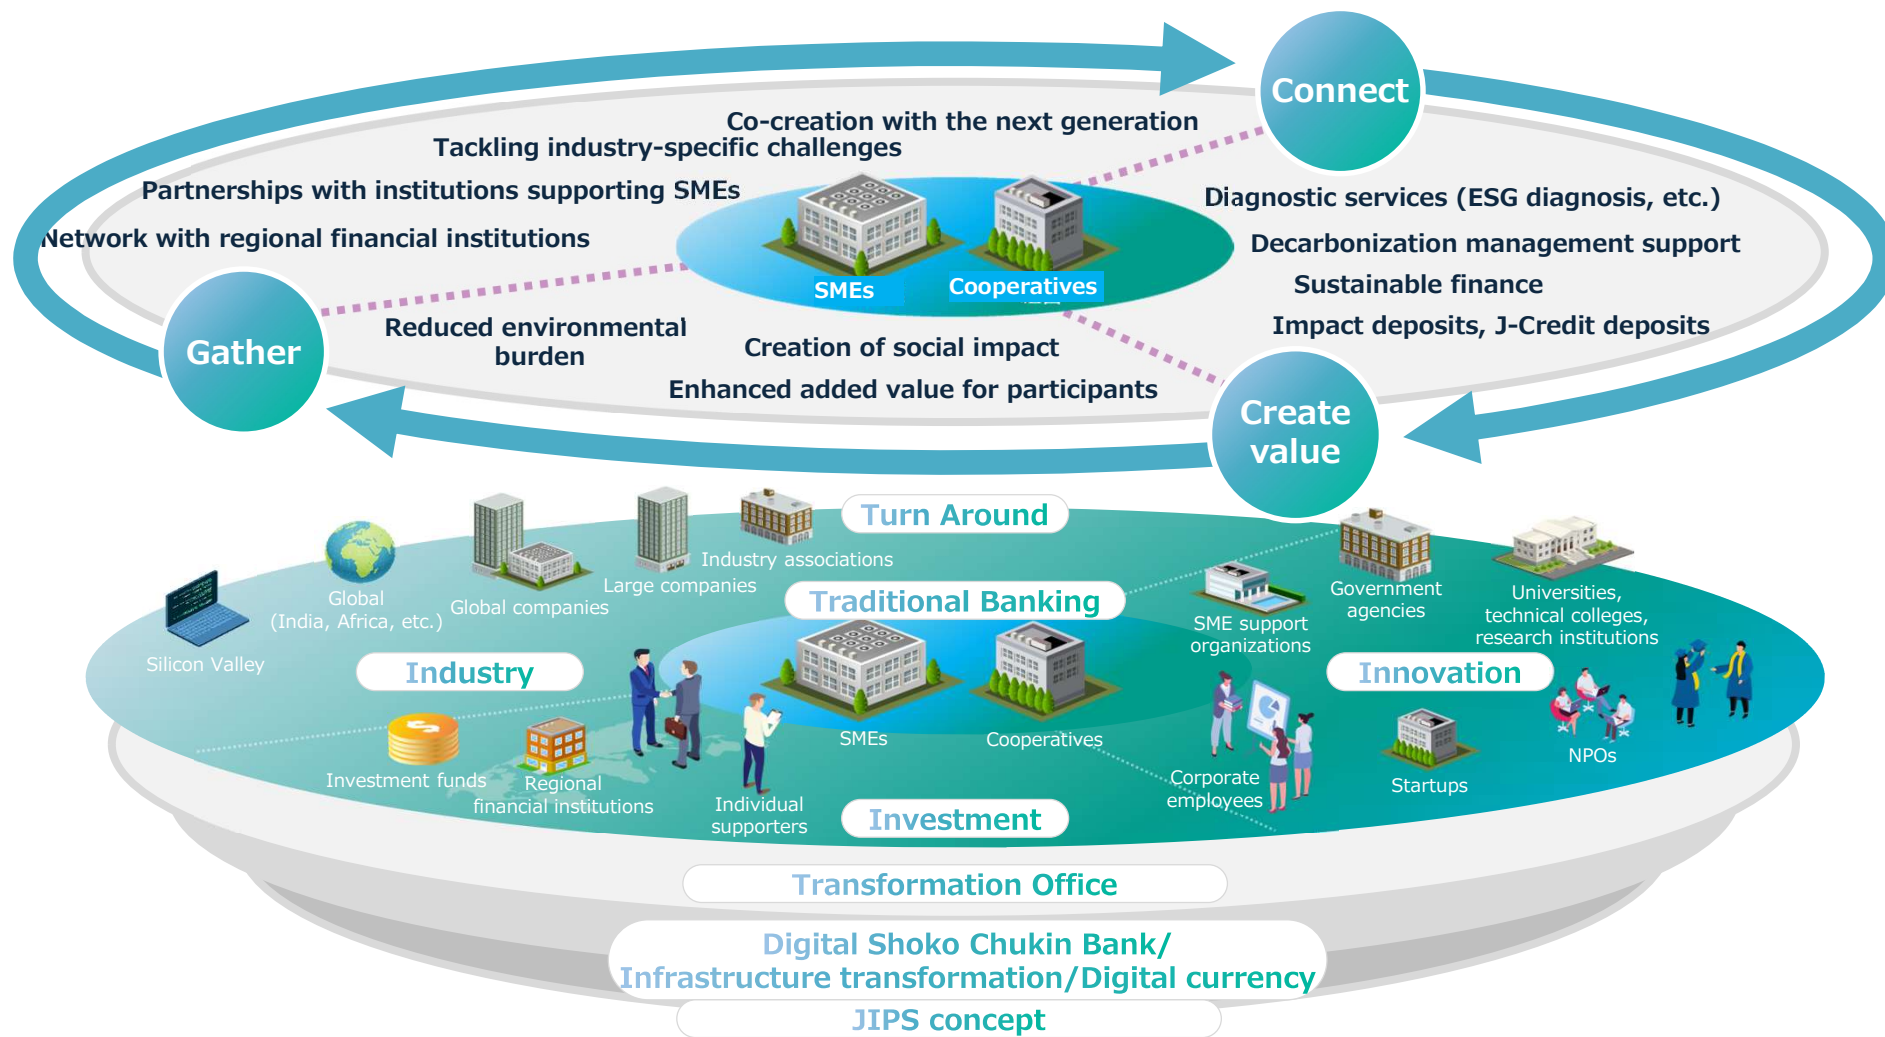 Connect
Co-creation with the next generation
Tackling industry-specific challenges
Partnerships with institutions supporting SMEs
Network with regional financial institutions
Diagnostic services (ESG diagnosis, etc.)
Decarbonization management support
Sustainable finance
Impact deposits, J-Credit deposits
SMEs
Cooperatives
Gather
Reduced environmental
burden
Creation of social impact
Enhanced added value for participants
Create
value
Turn Around
Industry associations
Large companies
Global companies
Global
(India, Africa, etc.)
Silicon Valley
Traditional Banking
SME support
organizations
Government
agencies
Universities,
technical colleges,
research institutions
Industry
Innovation
SMEs
Cooperatives
Investment funds
Regional
financial institutions
Individual
supporters
Corporate
employees
Startups
NPOs
Investment
Transformation Office
Digital Shoko Chukin Bank/
Infrastructure transformation/Digital currency
JIPS concept